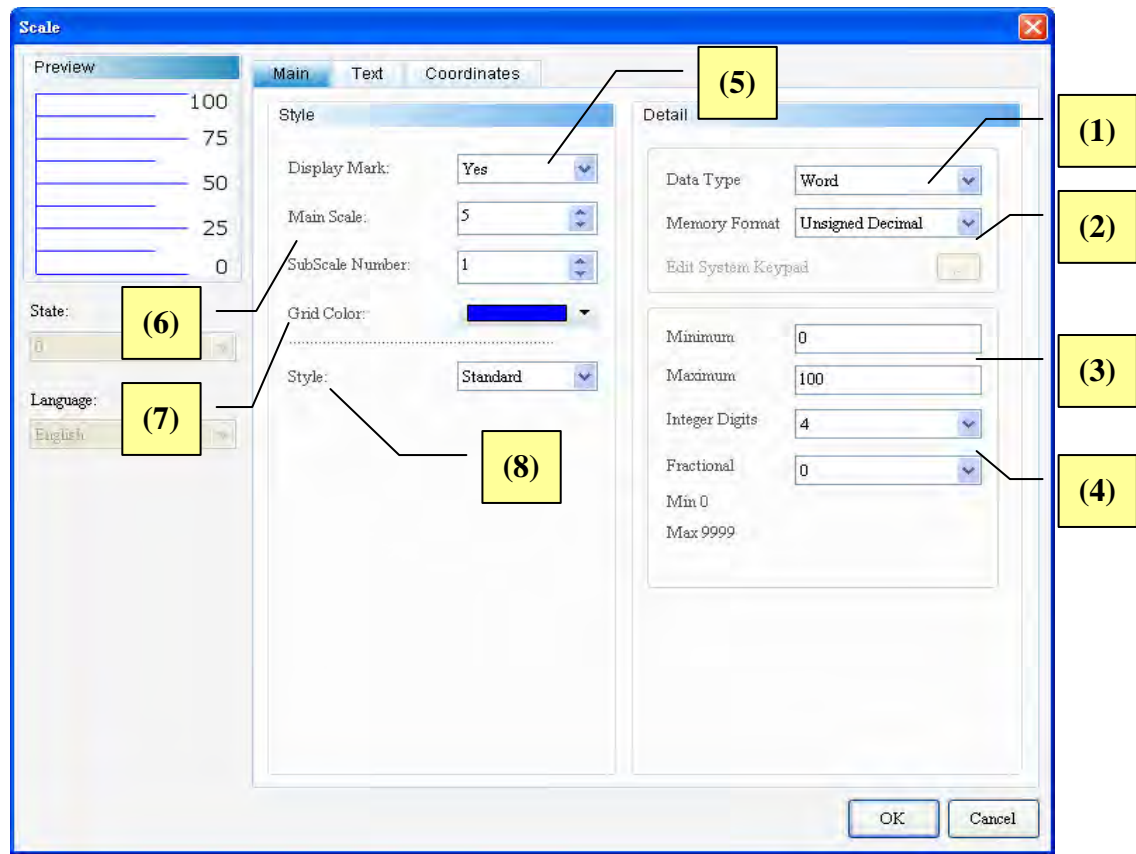 Scale
Preview
100
75
50
25
0
State:
0
Language:
English
Main Text Coordinates
Style
Display Mark: Yes
Main Scale: 5
SubScale Number: 1
Grid Color:
Style: Standard
Detail
Data Type Word
Memory Format Unsigned Decimal
Edit System Keypad ...
Minimum 0
Maximum 100
Integer Digits 4
Fractional 0
Min 0
Max 9999
OK Cancel
(1)
(2)
(3)
(4)
(5)
(6)
(7)
(8)